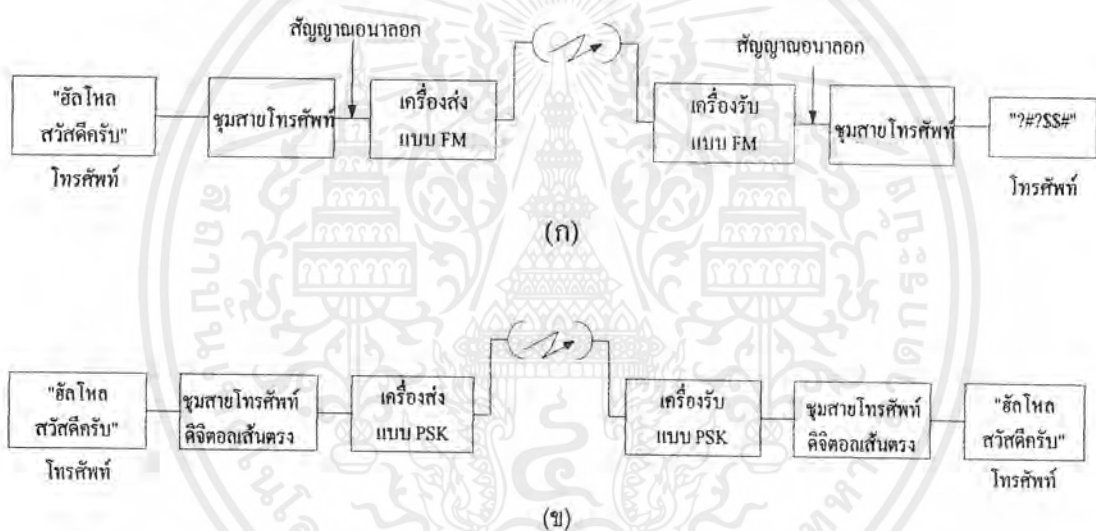 สัญญาณอนาลอก
สัญญาณอนาลอก
"ฮัลโหล
สวัสดีครับ"
ชุมสายโทรศัพท์
เครื่องส่ง
แบบ FM
เครื่องรับ
แบบ FM
ชุมสายโทรศัพท์
"?#?$$#"
โทรศัพท์
โทรศัพท์
(ก)
"ฮัลโหล
สวัสดีครับ"
ชุมสายโทรศัพท์
ดิจิตอลเส้นตรง
เครื่องส่ง
แบบ PSK
เครื่องรับ
แบบ PSK
ชุมสายโทรศัพท์
ดิจิตอลเส้นตรง
"ฮัลโหล
สวัสดีครับ"
โทรศัพท์
โทรศัพท์
(ข)